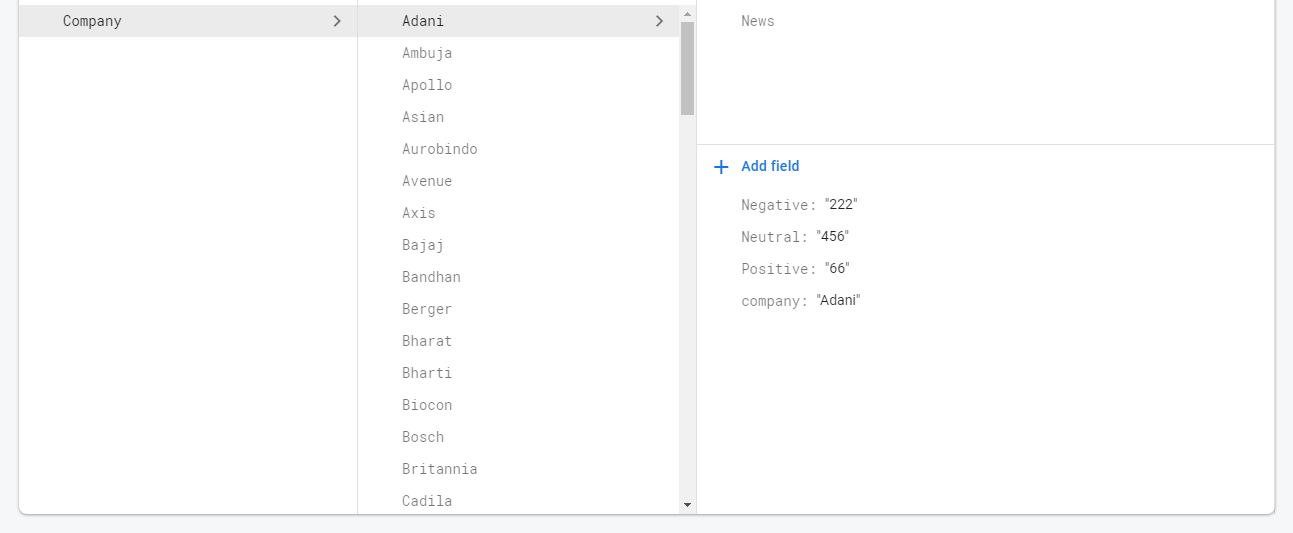 Company
Adani
Ambuja
Apollo
Asian
Aurobindo
Avenue
Axis
Bajaj
Bandhan
Berger
Bharat
Bharti
Biocon
Bosch
Britannia
Cadila
News
Add field
Negative: "222"
Neutral: "456"
Positive: "66"
company: "Adani"